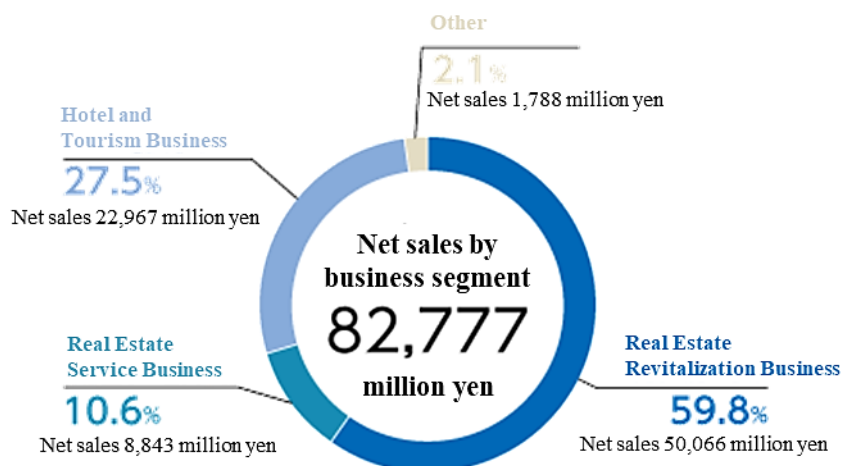 Other
2.1%
Net sales 1,788 million yen
Hotel and
Tourism Business
27.5%
Net sales 22,967 million yen
Net sales by
business segment
82,777
million yen
Real Estate
Service Business
10.6%
Net sales 8,843 million yen
Real Estate
Revitalization Business
59.8%
Net sales 50,066 million yen